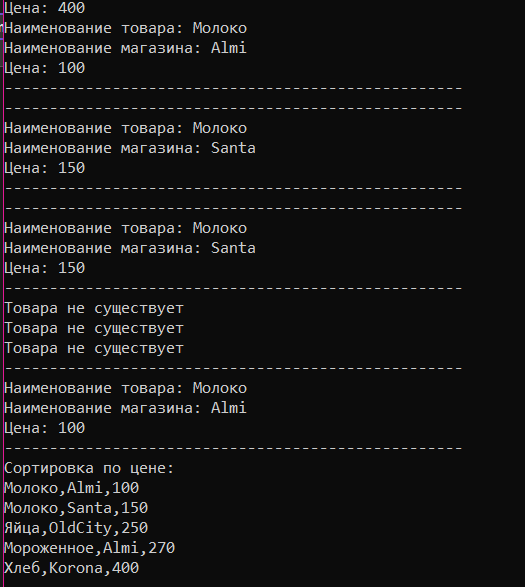 Цена: 400
Наименование товара: Молоко
Наименование магазина: Almi
Цена: 100
---------------------------------------------------
---------------------------------------------------
Наименование товара: Молоко
Наименование магазина: Santa
Цена: 150
---------------------------------------------------
---------------------------------------------------
Наименование товара: Молоко
Наименование магазина: Santa
Цена: 150
---------------------------------------------------
Товара не существует
Товара не существует
Товара не существует
---------------------------------------------------
Наименование товара: Молоко
Наименование магазина: Almi
Цена: 100
---------------------------------------------------
Сортировка по цене:
Молоко,Almi,100
Молоко,Santa,150
Яйца,OldCity,250
Мороженное,Almi,270
Хлеб,Korona,400